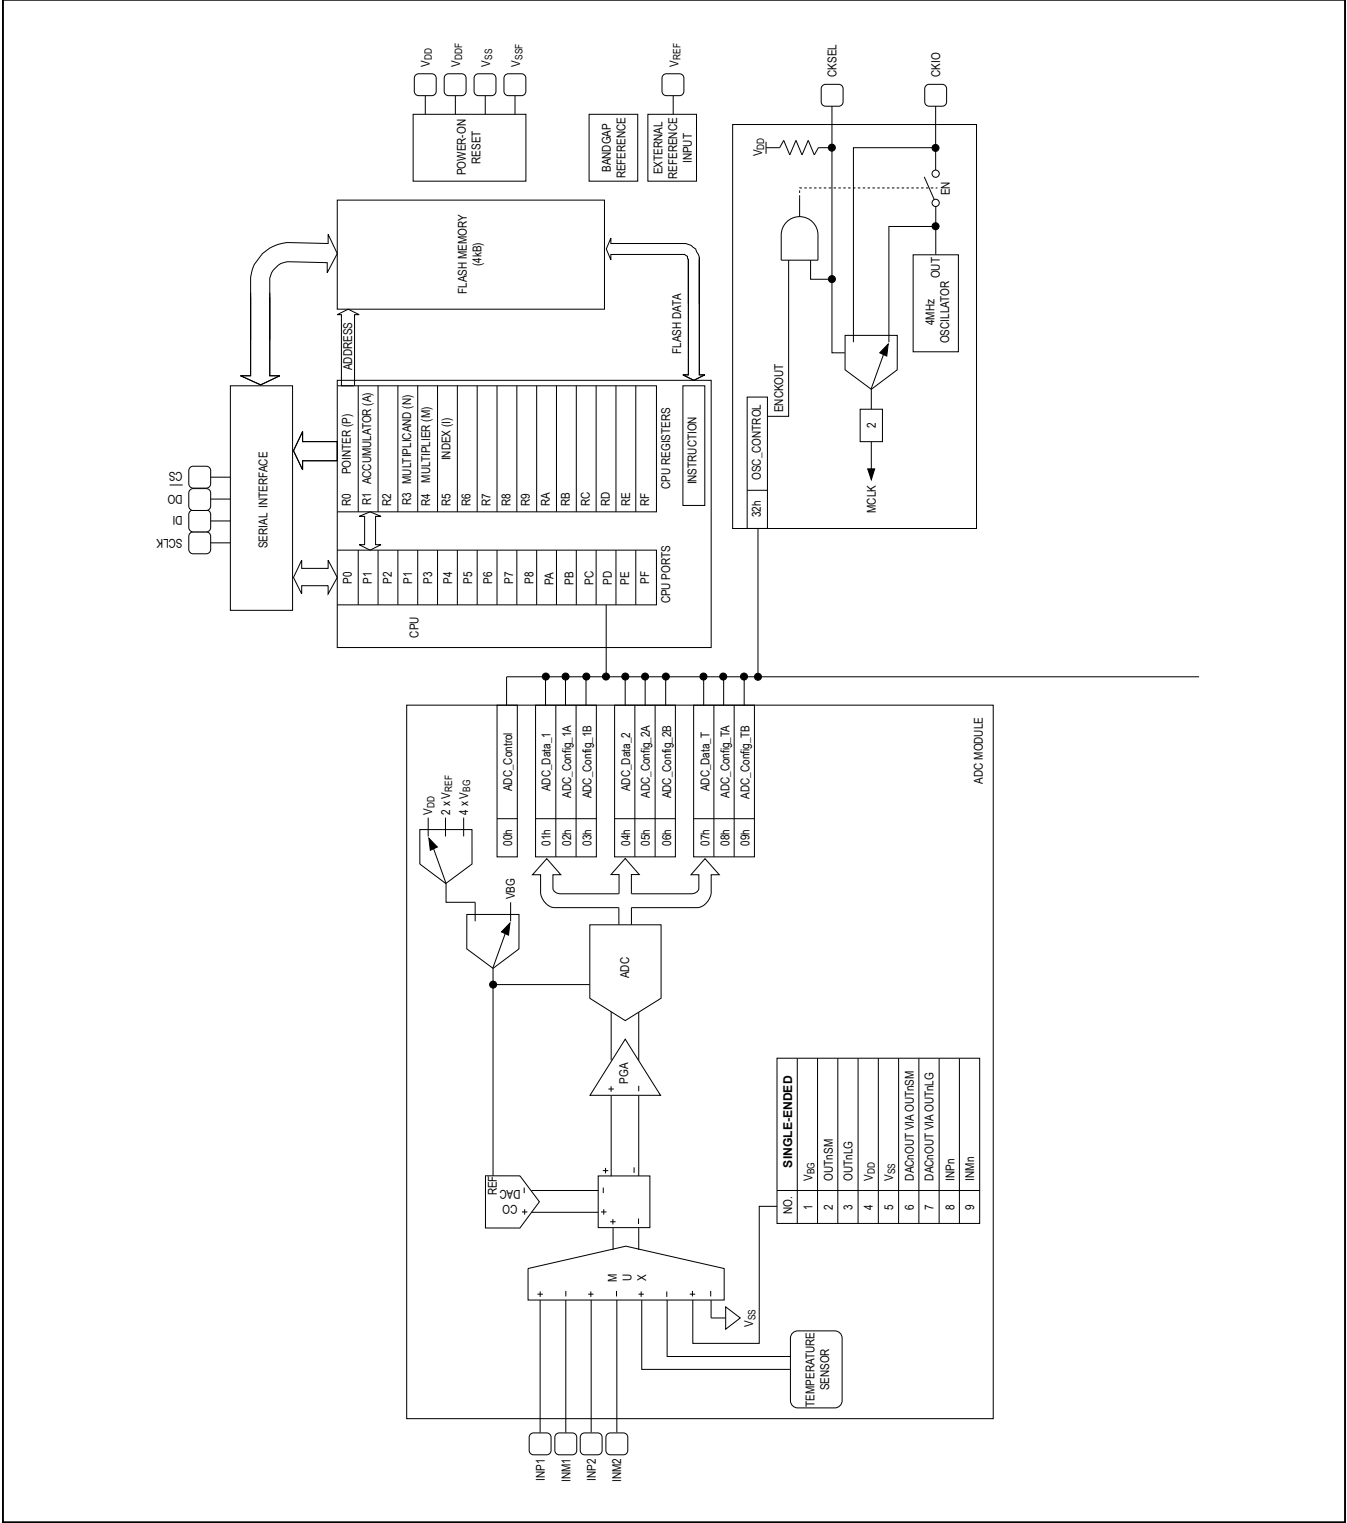 VDD
VDDF
VSS
VSSF
POWER-ON
RESET
BANDGAP
REFERENCE
VREF
EXTERNAL
REFERENCE
INPUT
CKSEL
CKIO
VDD
EN
OUT
4MHz
OSCILLATOR
ENCKOUT
2
MCLK
32h OSC_CONTROL
FLASH MEMORY
(4kB)
ADDRESS
FLASH DATA
SERIAL INTERFACE
CS
DO
DI
SCLK
R0 POINTER (P)
R1 ACCUMULATOR (A)
R2
R3 MULTIPLICAND (N)
R4 MULTIPLIER (M)
R5 INDEX (I)
R6
R7
R8
R9
RA
RB
RC
RD
RE
RF
CPU REGISTERS
INSTRUCTION
P0
P1
P2
P1
P3
P4
P5
P6
P7
P8
PA
PB
PC
PD
PE
PF
CPU PORTS
CPU
00h ADC_Control
01h ADC_Data_1
02h ADC_Config_1A
03h ADC_Config_1B
04h ADC_Data_2
05h ADC_Config_2A
06h ADC_Config_2B
07h ADC_Data_T
08h ADC_Config_TA
09h ADC_Config_TB
ADC MODULE
VDD
2 x VREF
4 x VBG
VBG
ADC
PGA
+
–
+
–
REF
CO
DAC
+
–
+
–
+
–
M
U
X
+
–
+
–
+
–
+
–
VSS
TEMPERATURE
SENSOR
INP1
INM1
INP2
INM2
NO. SINGLE-ENDED
1 VBG
2 OUTnSM
3 OUTnLG
4 VDD
5 VSS
6 DACnOUT VIA OUTnSM
7 DACnOUT VIA OUTnLG
8 INPn
9 INMn